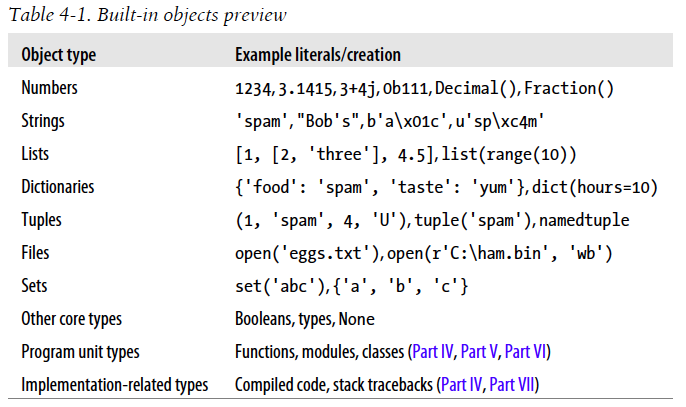 Table 4-1. Built-in objects preview
Object type Example literals/creation
Numbers 1234, 3.1415, 3+4j, 0b111, Decimal(), Fraction()
Strings 'spam', "Bob's", b'a\x01c', u'sp\xc4m'
Lists [1, [2, 'three'], 4.5], list(range(10))
Dictionaries {'food': 'spam', 'taste': 'yum'}, dict(hours=10)
Tuples (1, 'spam', 4, 'U'), tuple('spam'), namedtuple
Files open('eggs.txt'), open(r'C:\ham.bin', 'wb')
Sets set('abc'), {'a', 'b', 'c'}
Other core types Booleans, types, None
Program unit types Functions, modules, classes (Part IV, Part V, Part VI)
Implementation-related types Compiled code, stack tracebacks (Part IV, Part VII)